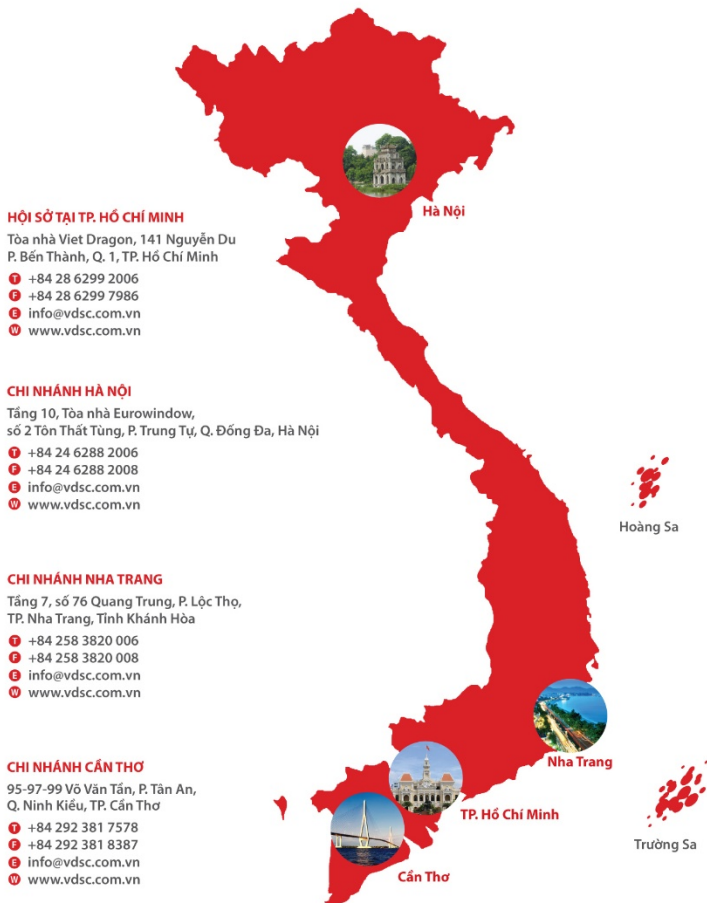 HỘI SỞ TẠI TP. HỒ CHÍ MINH
Tòa nhà Viet Dragon, 141 Nguyễn Du
P. Bến Thành, Q. 1, TP. Hồ Chí Minh
T +84 28 6299 2006
F +84 28 6299 7986
E info@vdsc.com.vn
W www.vdsc.com.vn
CHI NHÁNH HÀ NỘI
Tầng 10, Tòa nhà Eurowindow,
số 2 Tôn Thất Tùng, P. Trung Tự, Q. Đống Đa, Hà Nội
T +84 24 6288 2006
F +84 24 6288 2008
E info@vdsc.com.vn
W www.vdsc.com.vn
CHI NHÁNH NHA TRANG
Tầng 7, số 76 Quang Trung, P. Lộc Thọ,
TP. Nha Trang, Tỉnh Khánh Hòa
T +84 258 3820 006
F +84 258 3820 008
E info@vdsc.com.vn
W www.vdsc.com.vn
CHI NHÁNH CẦN THƠ
95-97-99 Võ Văn Tần, P. Tân An,
Q. Ninh Kiều, TP. Cần Thơ
T +84 292 381 7578
F +84 292 381 8387
E info@vdsc.com.vn
W www.vdsc.com.vn
Hà Nội
Hoàng Sa
Nha Trang
TP. Hồ Chí Minh
Trường Sa
Cần Thơ